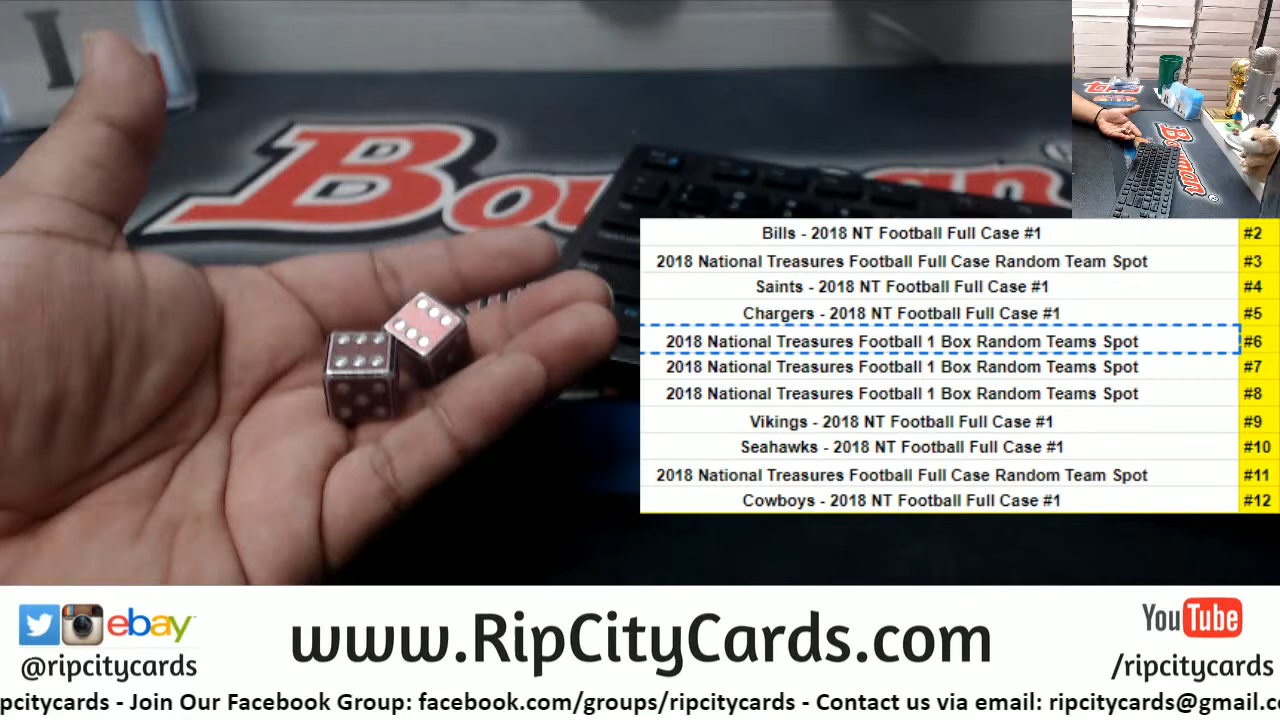 Bowman
topps
Bowman
Bills - 2018 NT Football Full Case #1 #2
2018 National Treasures Football Full Case Random Team Spot #3
Saints - 2018 NT Football Full Case #1 #4
Chargers - 2018 NT Football Full Case #1 #5
2018 National Treasures Football 1 Box Random Teams Spot #6
2018 National Treasures Football 1 Box Random Teams Spot #7
2018 National Treasures Football 1 Box Random Teams Spot #8
Vikings - 2018 NT Football Full Case #1 #9
Seahawks - 2018 NT Football Full Case #1 #10
2018 National Treasures Football Full Case Random Team Spot #11
Cowboys - 2018 NT Football Full Case #1 #12
ebay
@ripcitycards
www.RipCityCards.com
YouTube
/ripcitycards
pcitycards - Join Our Facebook Group: facebook.com/groups/ripcitycards - Contact us via email: ripcitycards@gmail.c